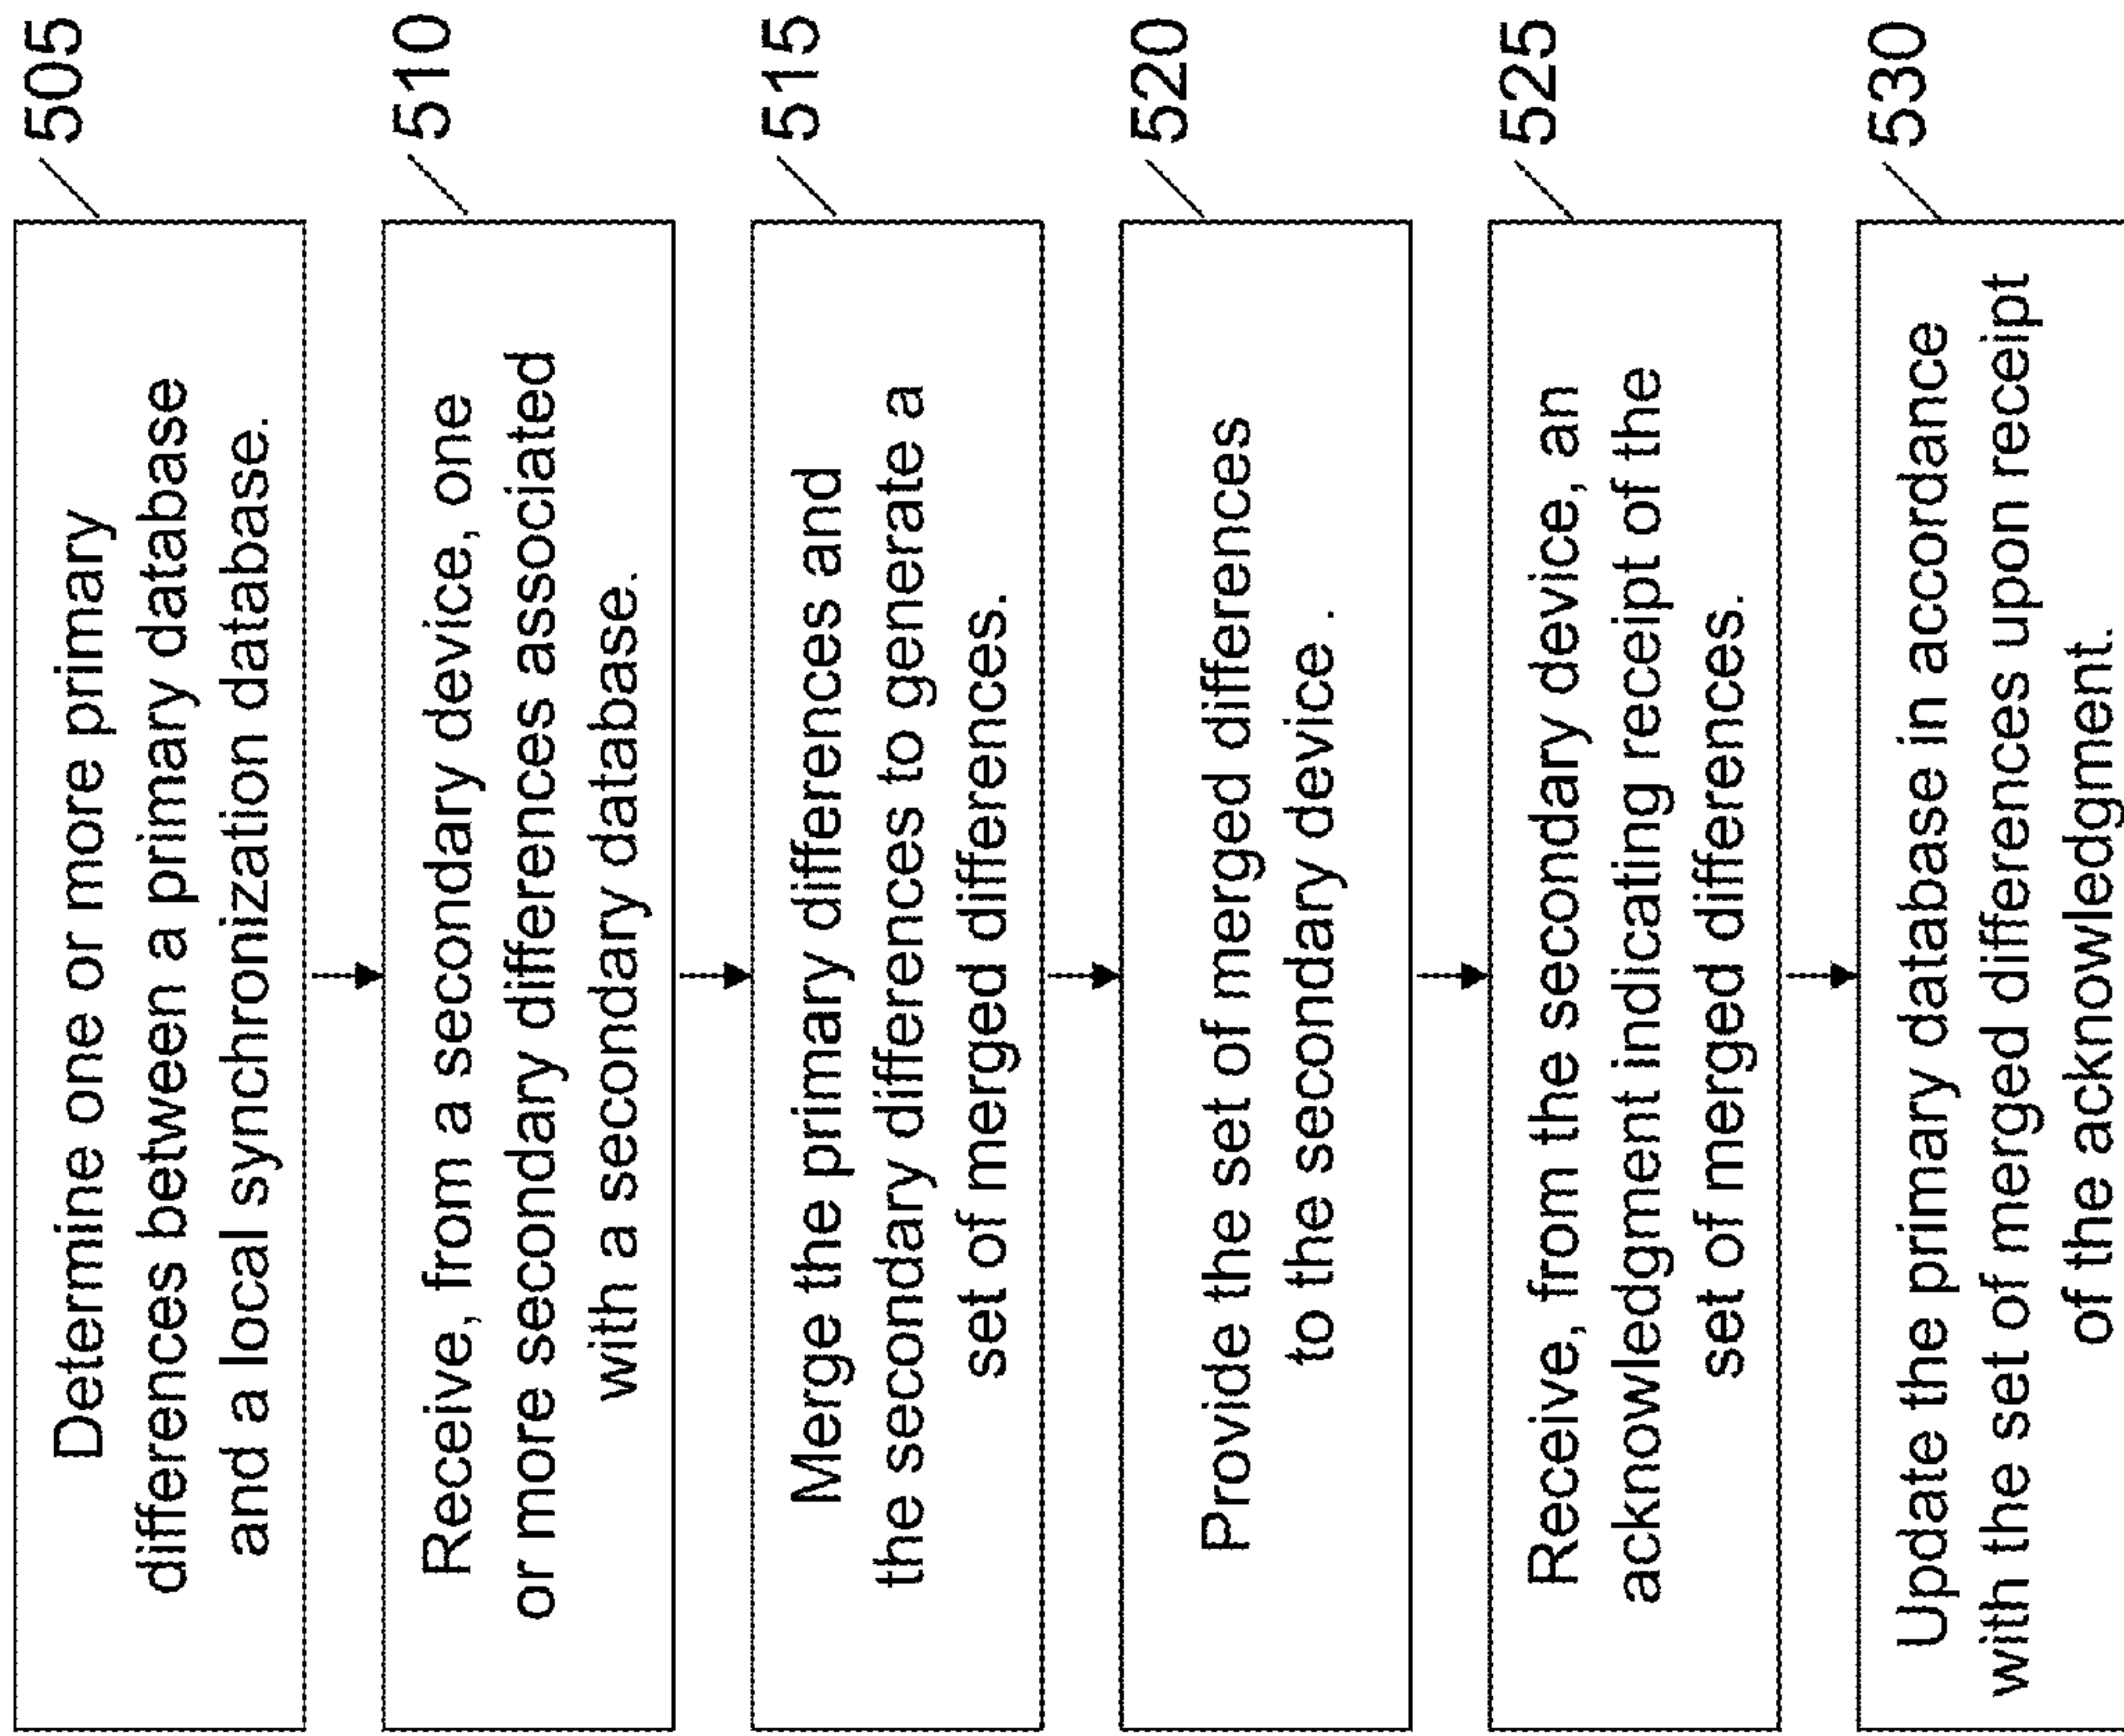 505
Determine one or more primary
differences between a primary database
and a local synchronization database.
510
Receive, from a secondary device, one
or more secondary differences associated
with a secondary database.
515
Merge the primary differences and
the secondary differences to generate a
set of merged differences.
520
Provide the set of merged differences
to the secondary device .
525
Receive, from the secondary device, an
acknowledgment indicating receipt of the
set of merged differences.
530
Update the primary database in accordance
with the set of merged differences upon receipt
of the acknowledgment.